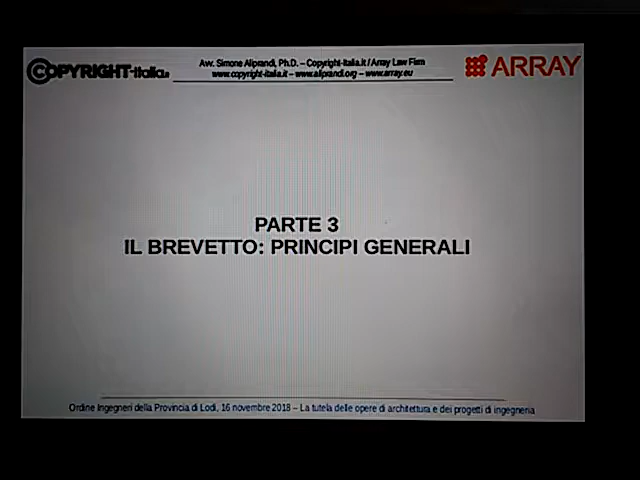 COPYRIGHT-Italia.it
Avv. Simone Aliprandi, Ph.D. – Copyright-Italia.it / Array Law Firm
www.copyright-italia.it – www.aliprandi.org – www.array.eu
ARRAY
PARTE 3
IL BREVETTO: PRINCIPI GENERALI
Ordine Ingegneri della Provincia di Lodi, 16 novembre 2018 – La tutela delle opere di architettura e dei progetti di ingegneria